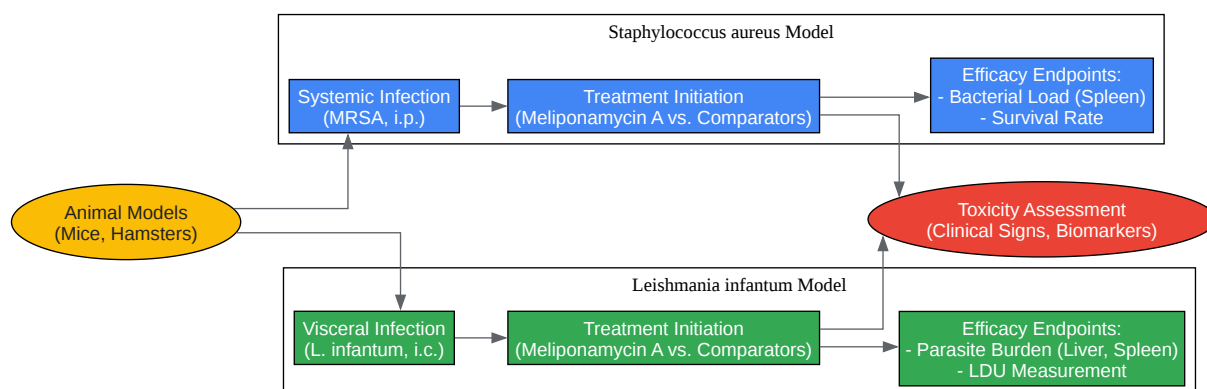 Staphylococcus aureus Model
Systemic Infection
(MRSA, i.p.)
Treatment Initiation
(Meliponamycin A vs. Comparators)
Efficacy Endpoints:
- Bacterial Load (Spleen)
- Survival Rate
Animal Models
(Mice, Hamsters)
Toxicity Assessment
(Clinical Signs, Biomarkers)
Leishmania infantum Model
Visceral Infection
(L. infantum, i.c.)
Treatment Initiation
(Meliponamycin A vs. Comparators)
Efficacy Endpoints:
- Parasite Burden (Liver, Spleen)
- LDU Measurement